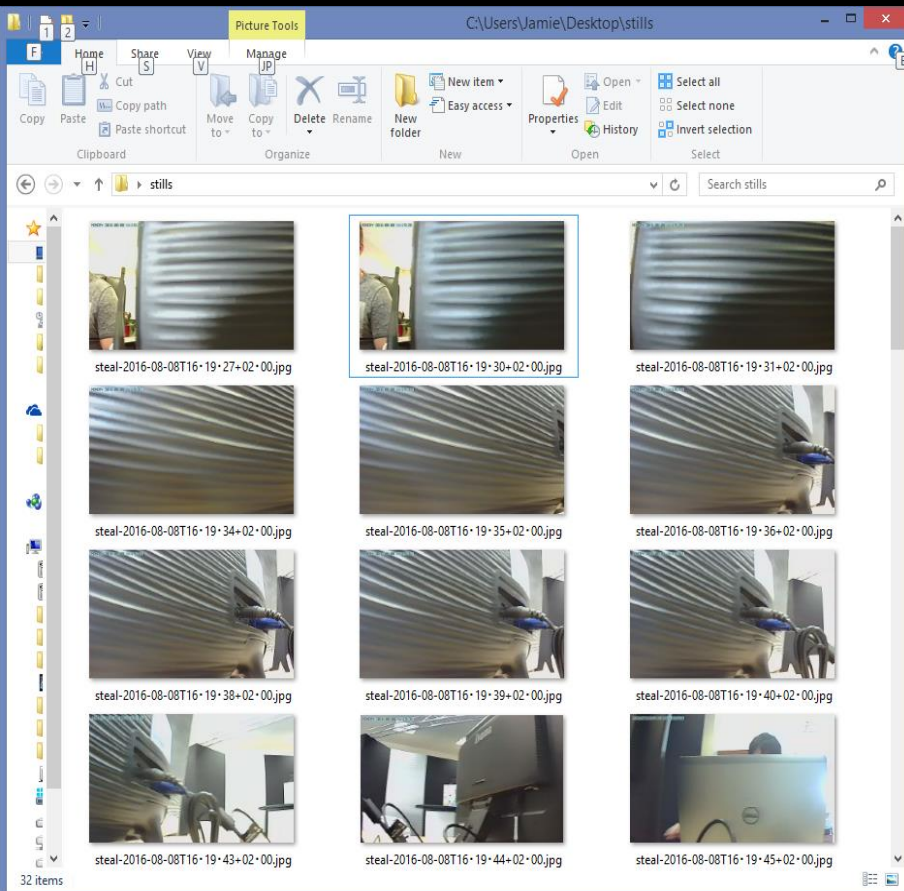 1 2 Picture Tools C:\Users\Jamie\Desktop\stills
F Home Share View Manage
H S V JP E
Copy Paste Cut
Copy path
Paste shortcut
Move to Copy to Delete Rename New folder New item
Easy access
Properties Open
Edit
History
Select all
Select none
Invert selection
Clipboard Organize New Open Select
stills Search stills
steal-2016-08-08T16·19·27+02·00.jpg steal-2016-08-08T16·19·30+02·00.jpg steal-2016-08-08T16·19·31+02·00.jpg
steal-2016-08-08T16·19·34+02·00.jpg steal-2016-08-08T16·19·35+02·00.jpg steal-2016-08-08T16·19·36+02·00.jpg
steal-2016-08-08T16·19·38+02·00.jpg steal-2016-08-08T16·19·39+02·00.jpg steal-2016-08-08T16·19·40+02·00.jpg
DELL
steal-2016-08-08T16·19·43+02·00.jpg steal-2016-08-08T16·19·44+02·00.jpg steal-2016-08-08T16·19·45+02·00.jpg
32 items